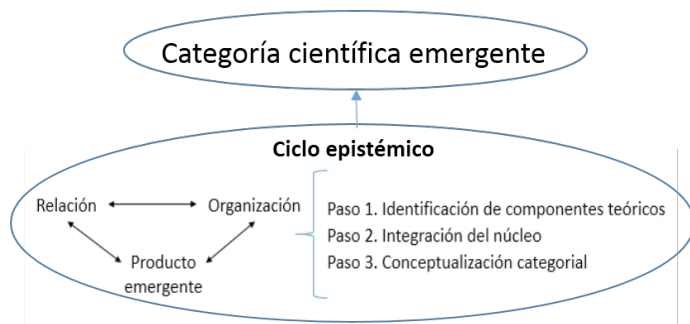 Categoría científica emergente
Ciclo epistémico
Relación
Organización
Producto
emergente
Paso 1. Identificación de componentes teóricos
Paso 2. Integración del núcleo
Paso 3. Conceptualización categorial